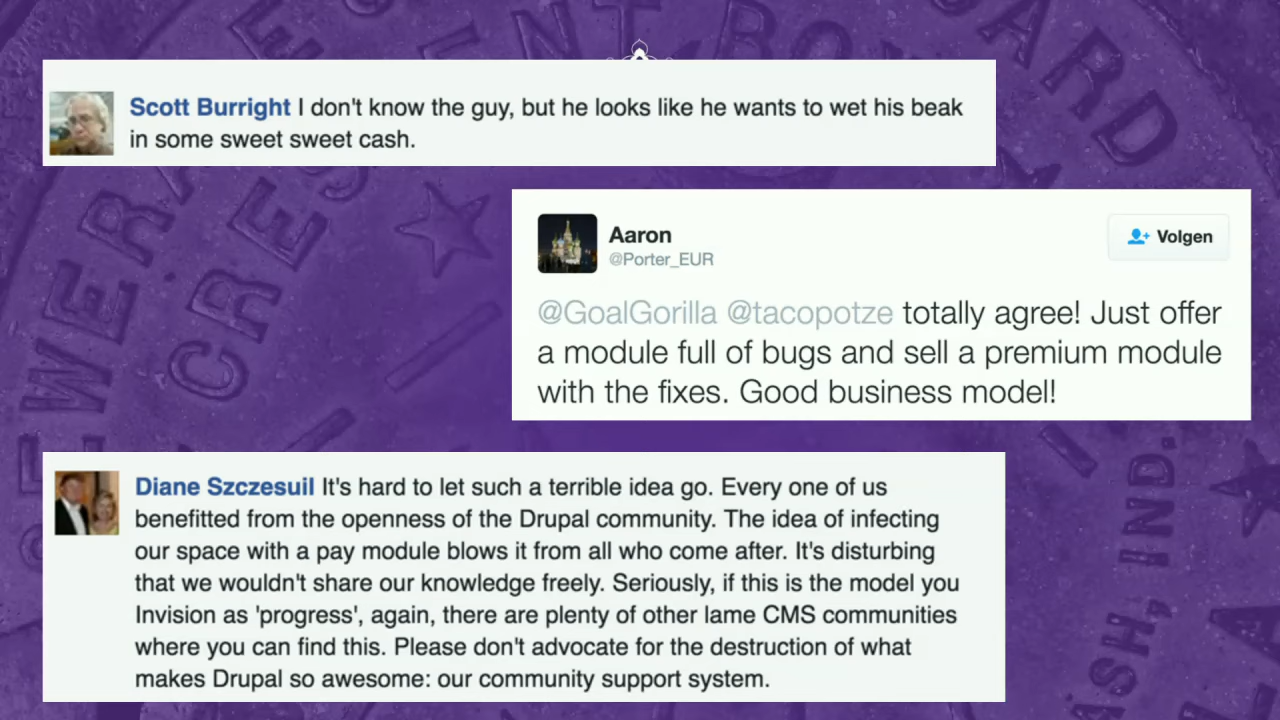 Scott Burright I don't know the guy, but he looks like he wants to wet his beak
in some sweet sweet cash.
Aaron
@Porter_EUR
Volgen
@GoalGorilla @tacopotze totally agree! Just offer
a module full of bugs and sell a premium module
with the fixes. Good business model!
Diane Szczesuil It's hard to let such a terrible idea go. Every one of us
benefitted from the openness of the Drupal community. The idea of infecting
our space with a pay module blows it from all who come after. It's disturbing
that we wouldn't share our knowledge freely. Seriously, if this is the model you
Invision as 'progress', again, there are plenty of other lame CMS communities
where you can find this. Please don't advocate for the destruction of what
makes Drupal so awesome: our community support system.